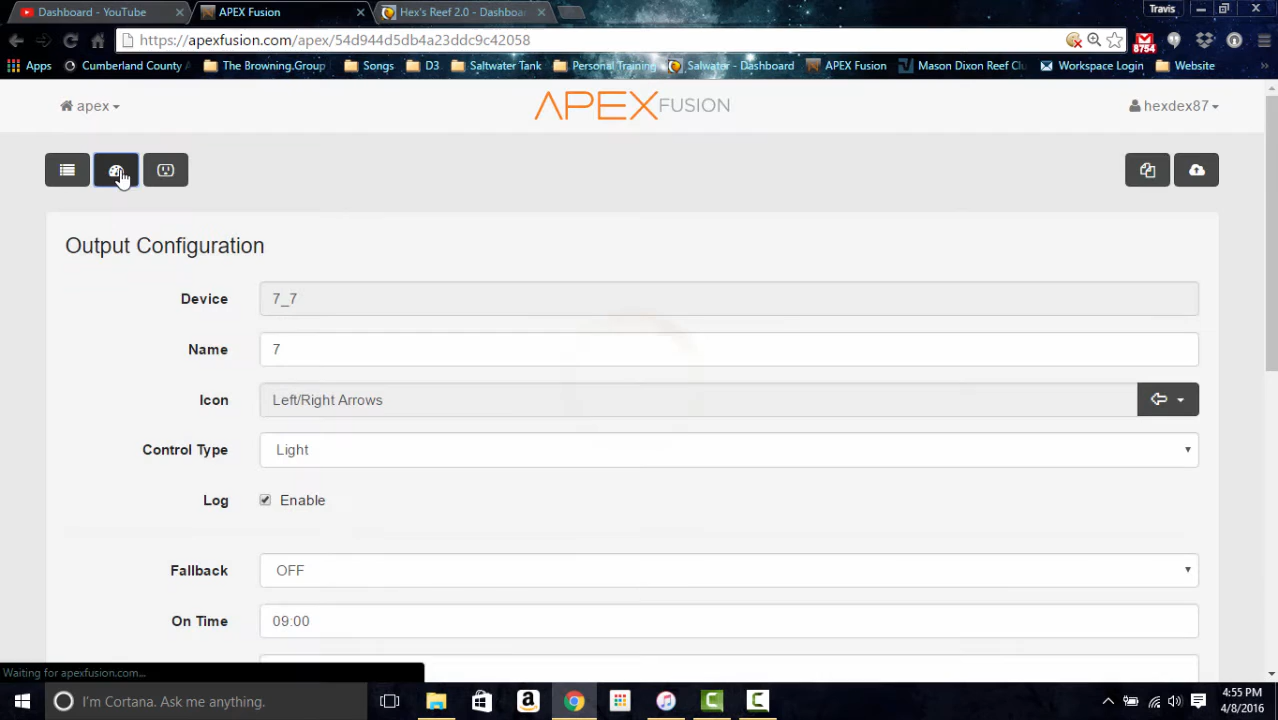 Dashboard - YouTube
APEX Fusion
Hex's Reef 2.0 - Dashboa
Travis
https://apexfusion.com/apex/54d944d5db4a23ddc9c42058
8754
Apps
Cumberland County
The Browning.Group
Songs
D3
Saltwater Tank
Personal Training
Salwater - Dashboard
APEX Fusion
Mason Dixon Reef Clu
Workspace Login
Website
apex
APEX FUSION
hexdex87
Output Configuration
Device
7_7
Name
7
Icon
Left/Right Arrows
Control Type
Light
Log
Enable
Fallback
OFF
On Time
09:00
Waiting for apexfusion.com...
I'm Cortana. Ask me anything.
4:55 PM
4/8/2016